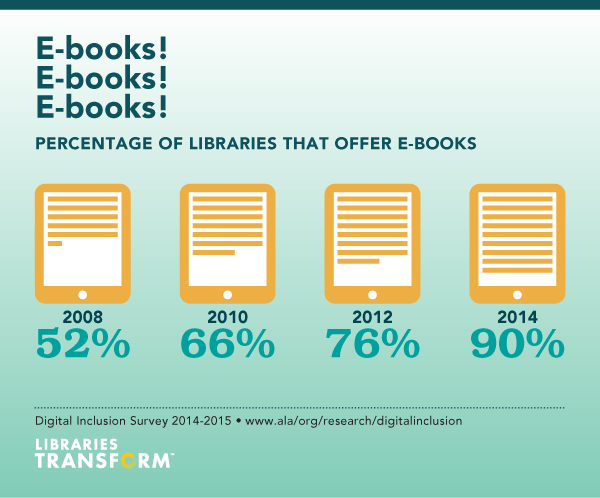 E-books!
E-books!
E-books!
PERCENTAGE OF LIBRARIES THAT OFFER E-BOOKS
2008 2010 2012 2014
52% 66% 76% 90%
Digital Inclusion Survey 2014-2015 • www.ala/org/research/digitalinclusion
LIBRARIES
TRANSFORM™